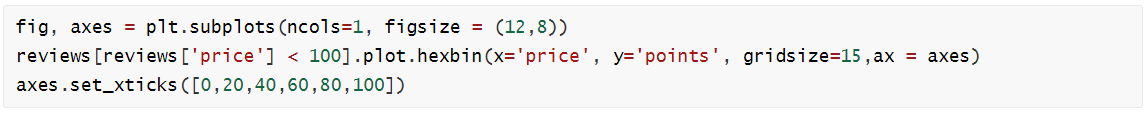 fig, axes = plt.subplots(ncols=1, figsize = (12,8))
reviews[reviews['price'] < 100].plot.hexbin(x='price', y='points', gridsize=15,ax = axes)
axes.set_xticks([0,20,40,60,80,100])